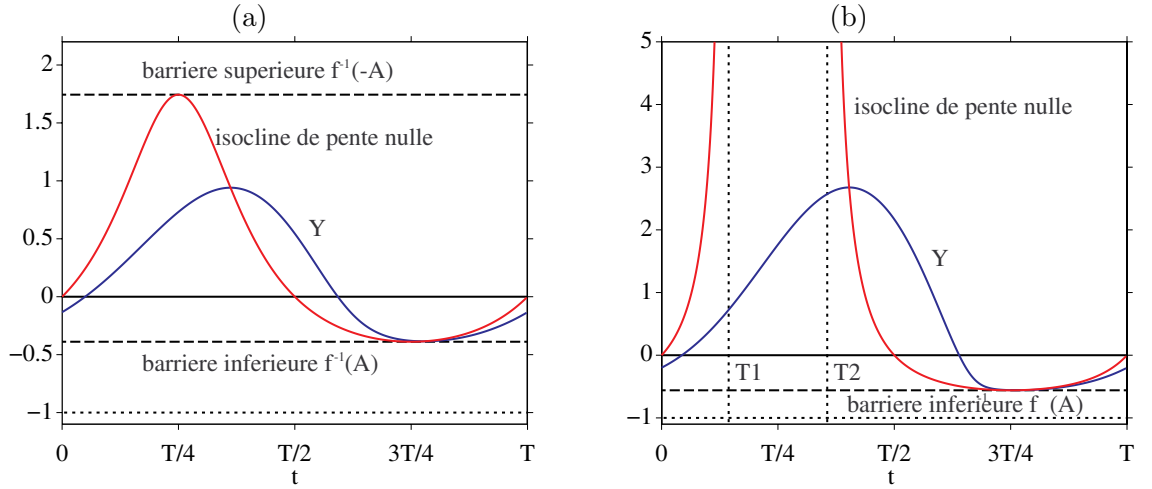 (a)
2
1.5
1
0.5
0
−0.5
−1
barriere superieure f⁻¹(-A)
isocline de pente nulle
Y
barriere inferieure f⁻¹(A)
0 T/4 T/2 3T/4 T
t
(b)
5
4
3
2
1
0
−1
isocline de pente nulle
Y
T1 T2
barriere inferieure f⁻¹(A)
0 T/4 T/2 3T/4 T
t